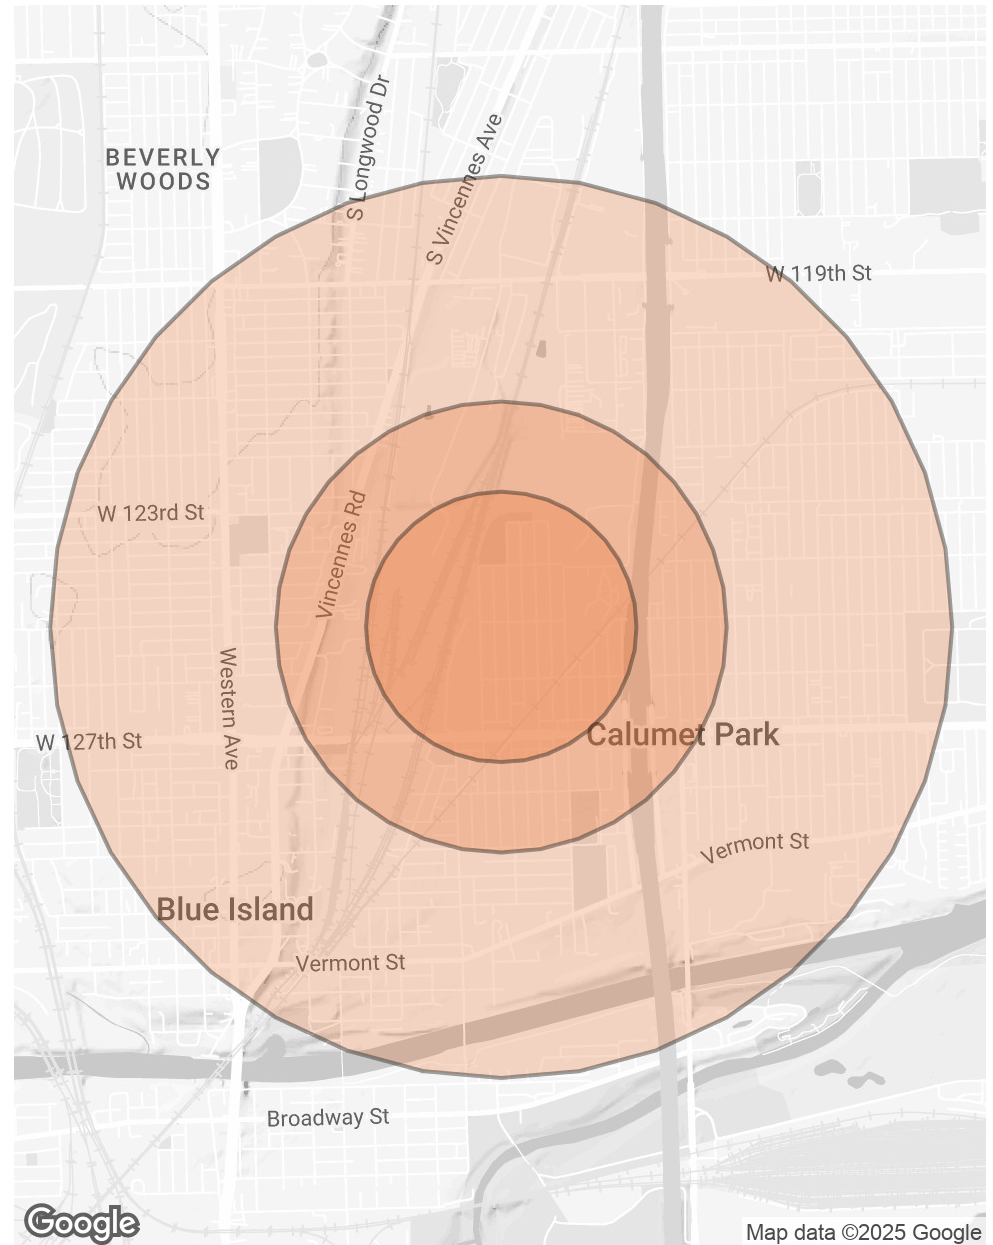 S Longwood Dr
S Vincennes Ave
BEVERLY
WOODS
W 119th St
W 123rd St
Vincennes Rd
Western Ave
W 127th St
Calumet Park
Vermont St
Blue Island
Vermont St
Broadway St
Google
Map data ©2025 Google